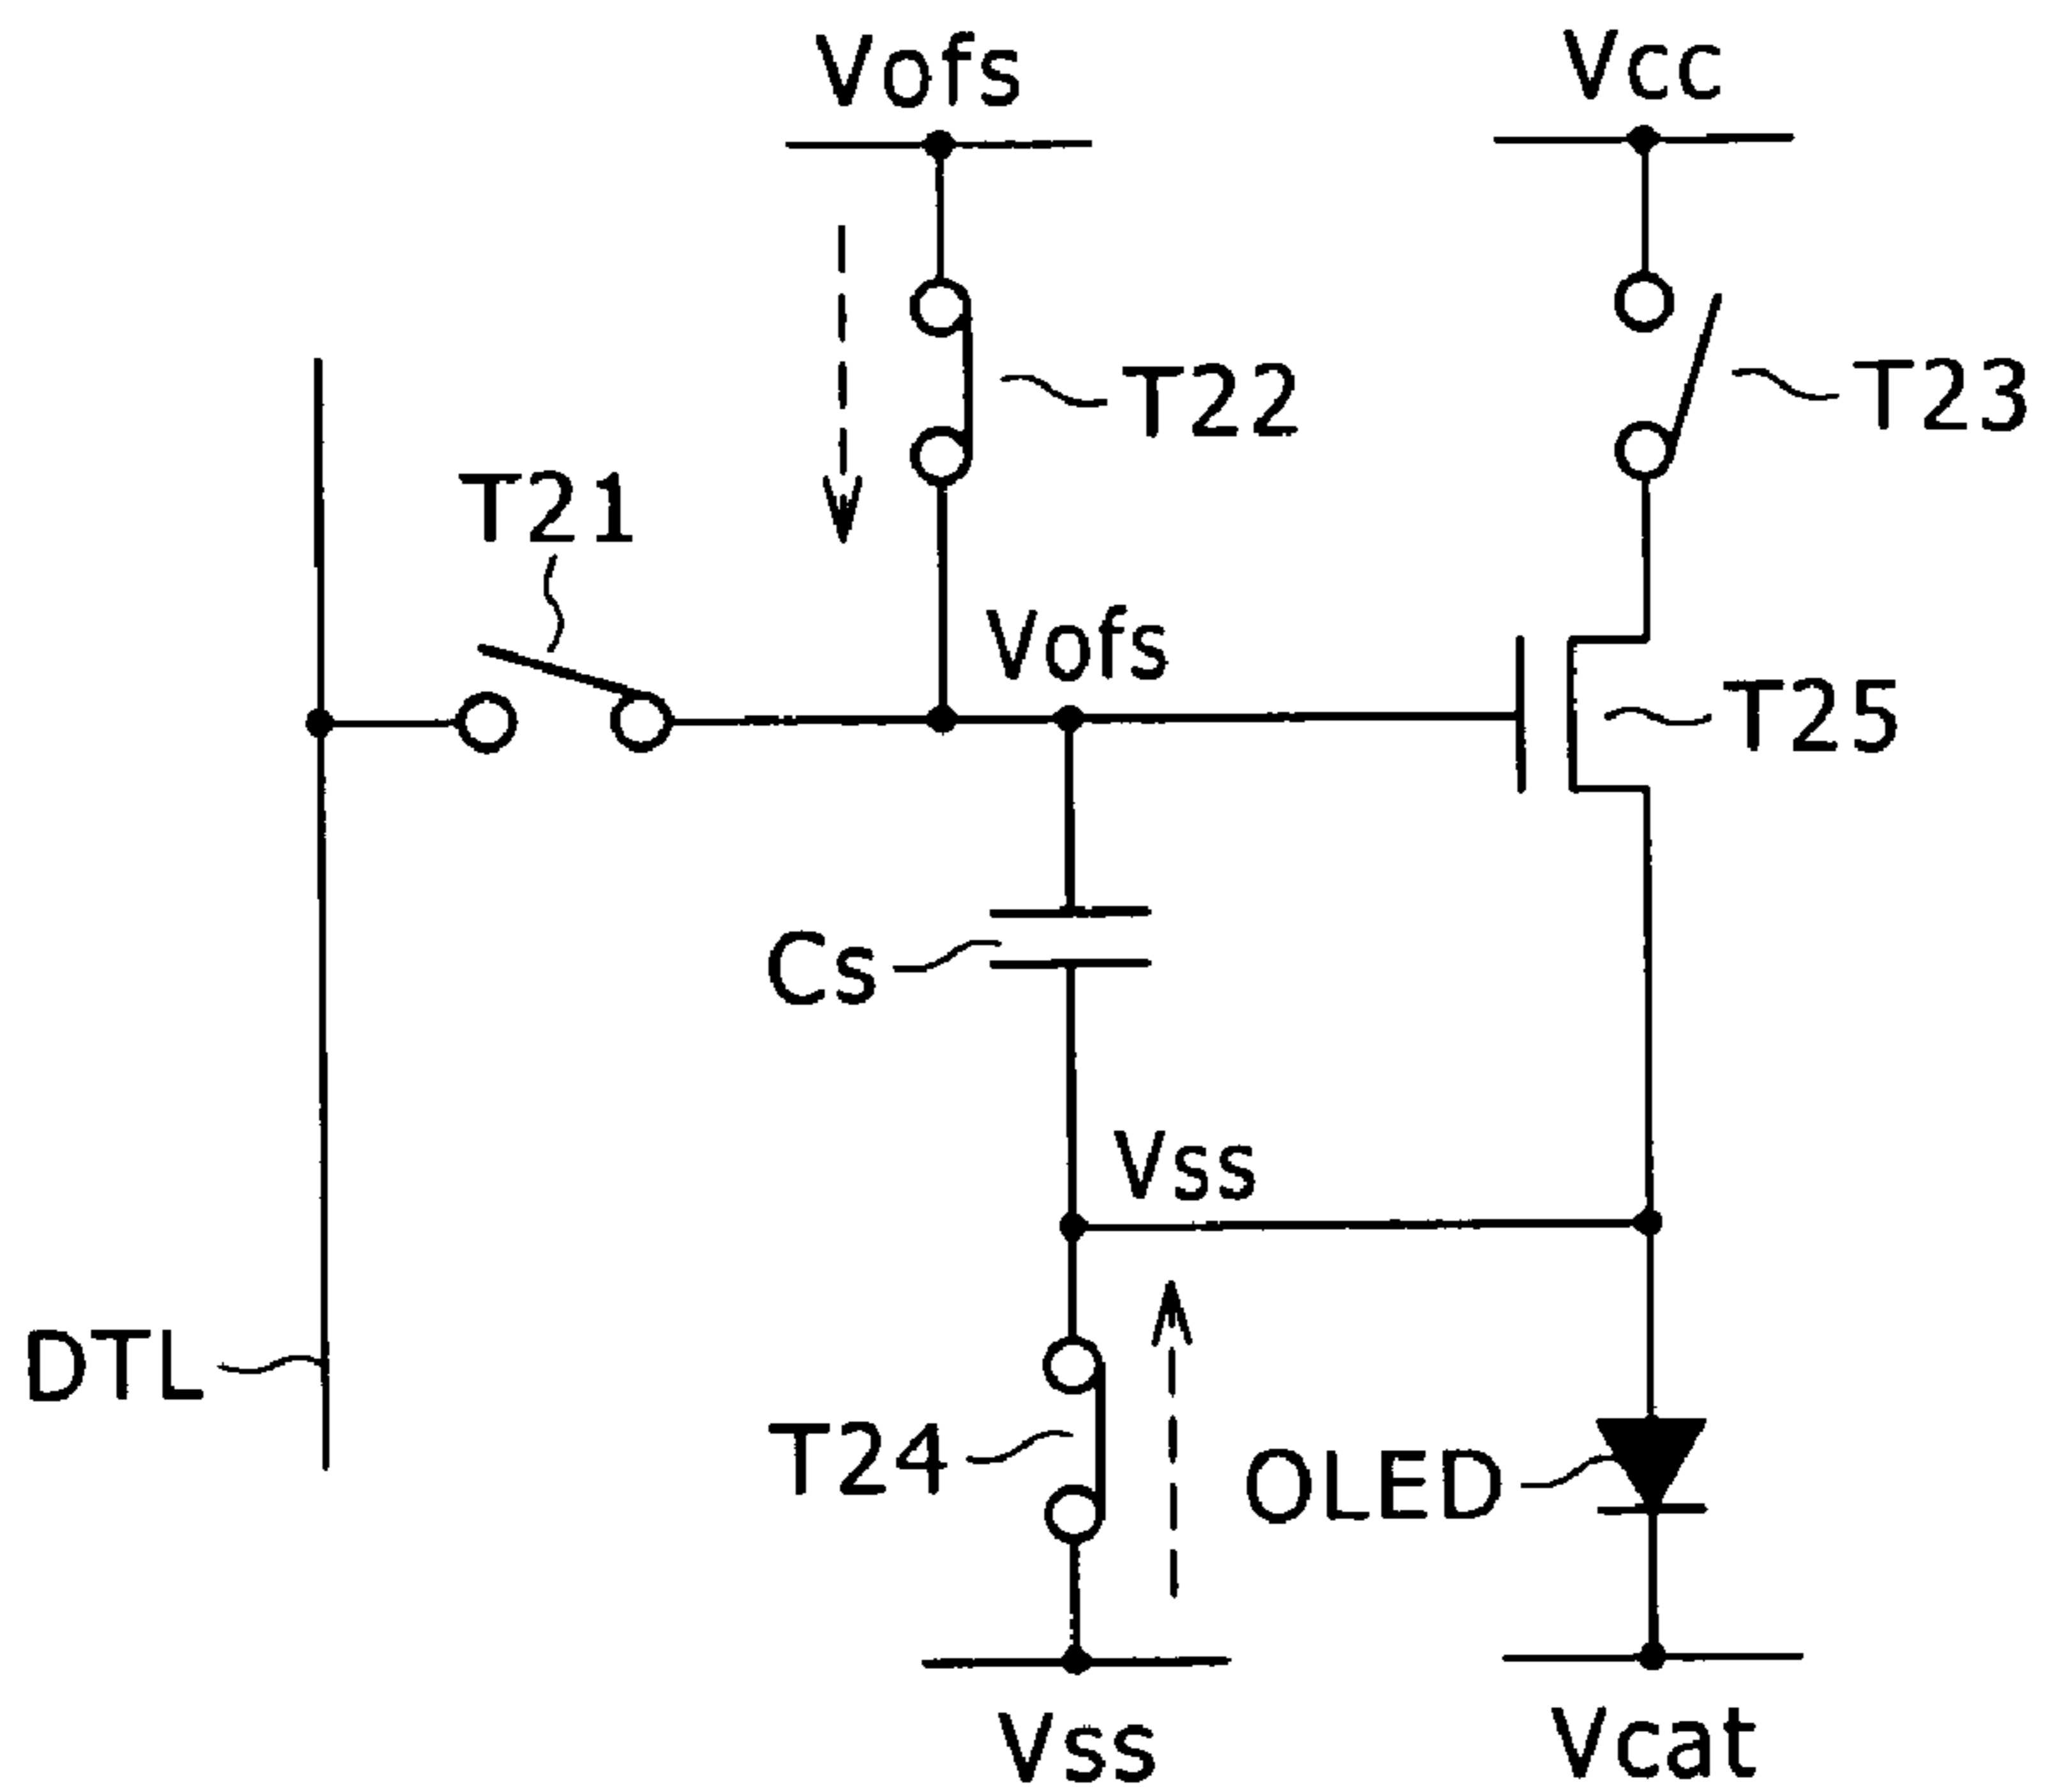 Vofs
Vcc
T22
T23
T21
Vofs
T25
Cs
Vss
DTL
T24
OLED
Vss
Vcat